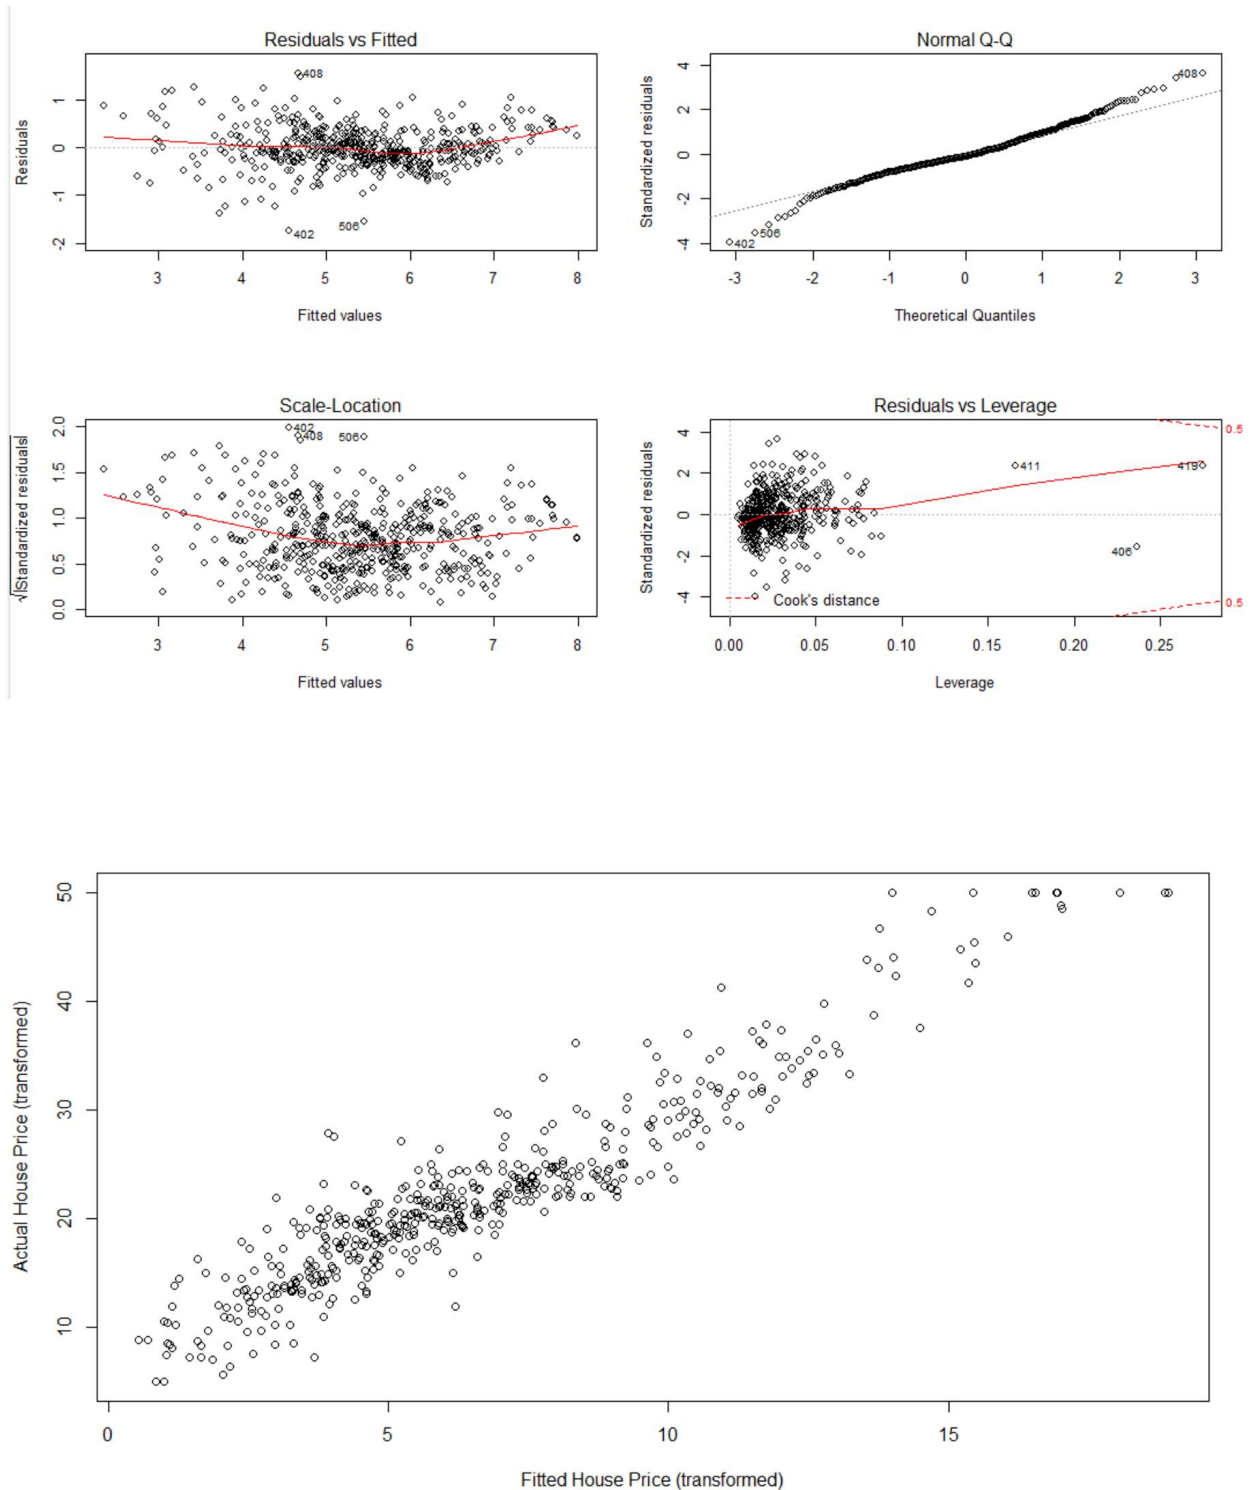 Residuals vs Fitted
Residuals
1
0
-1
-2
408
402
506
3 4 5 6 7 8
Fitted values
Normal Q-Q
Standardized residuals
4
2
0
-2
-4
408
506
402
-3 -2 -1 0 1 2 3
Theoretical Quantiles
Scale-Location
√|Standardized residuals|
2.0
1.5
1.0
0.5
0.0
402
408
506
3 4 5 6 7 8
Fitted values
Residuals vs Leverage
Standardized residuals
4
2
0
-2
-4
0.5
411
419
406
Cook's distance
0.5
0.00 0.05 0.10 0.15 0.20 0.25
Leverage
Actual House Price (transformed)
50
40
30
20
10
0 5 10 15
Fitted House Price (transformed)